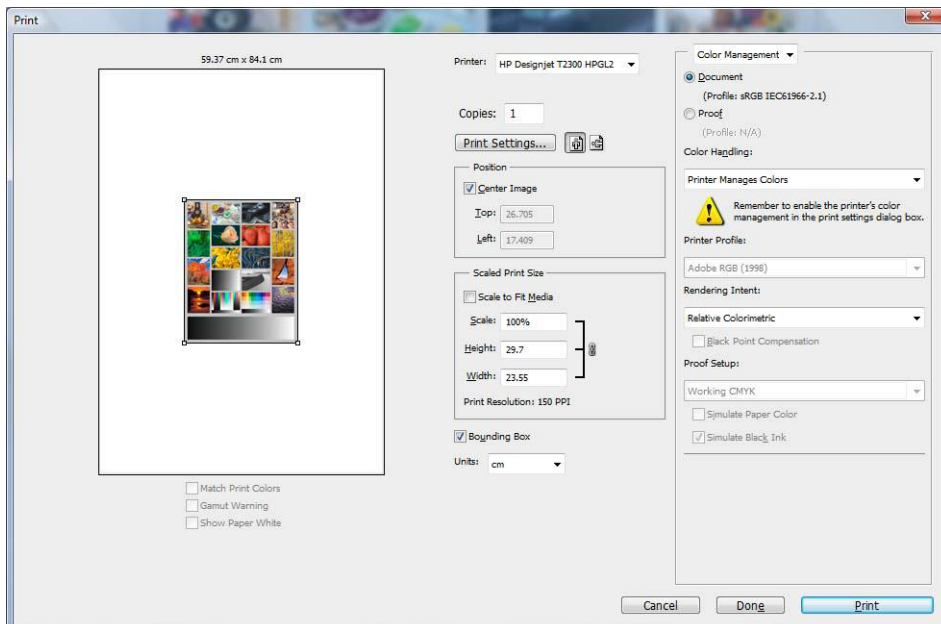 Print
59.37 cm x 84.1 cm
Match Print Colors
Gamut Warning
Show Paper White
Printer: HP Designjet T2300 HPGL2
Copies: 1
Print Settings...
Position
Center Image
Top: 26.705
Left: 17.409
Scaled Print Size
Scale to Fit Media
Scale: 100%
Height: 29.7
Width: 23.55
Print Resolution: 150 PPI
Bounding Box
Units: cm
Color Management
Document
(Profile: sRGB IEC61966-2.1)
Proof
(Profile: N/A)
Color Handling:
Printer Manages Colors
Remember to enable the printer's color
management in the print settings dialog box.
Printer Profile:
Adobe RGB (1998)
Rendering Intent:
Relative Colorimetric
Black Point Compensation
Proof Setup:
Working CMYK
Simulate Paper Color
Simulate Black Ink
Cancel Done Print